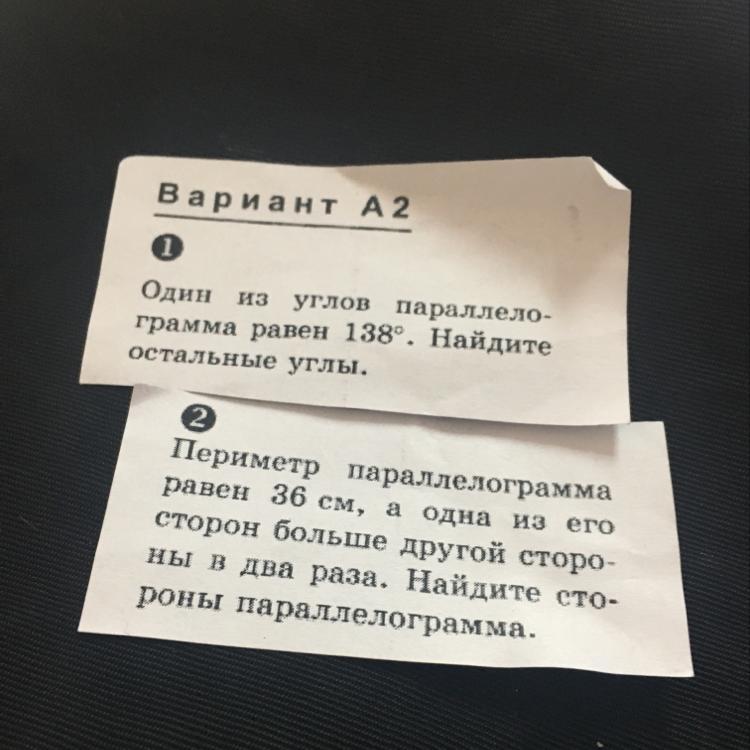 Вариант А2
1
Один из углов параллело-
грамма равен 138°. Найдите
остальные углы.
2
Периметр параллелограмма
равен 36 см, а одна из его
сторон больше другой сторо-
ны в два раза. Найдите сто-
роны параллелограмма.